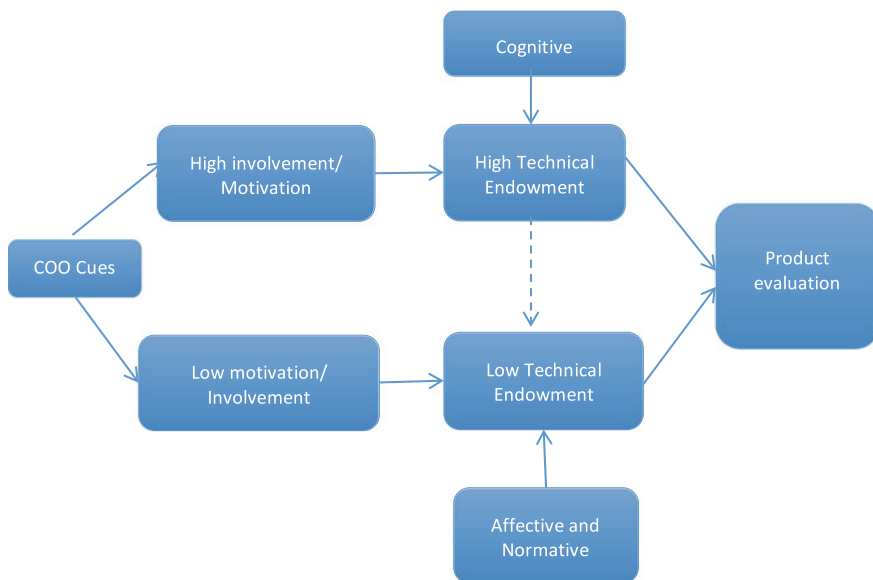 Cognitive
High involvement/
Motivation
High Technical
Endowment
COO Cues
Product
evaluation
Low motivation/
Involvement
Low Technical
Endowment
Affective and
Normative